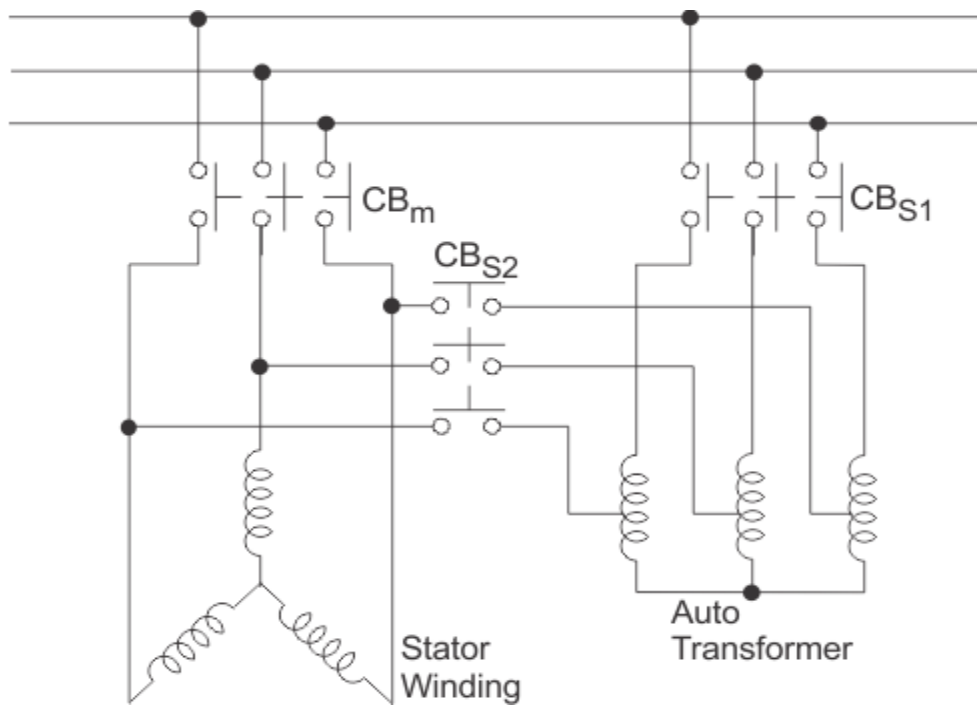 CBm
CBS1
CBS2
Stator
Winding
Auto
Transformer